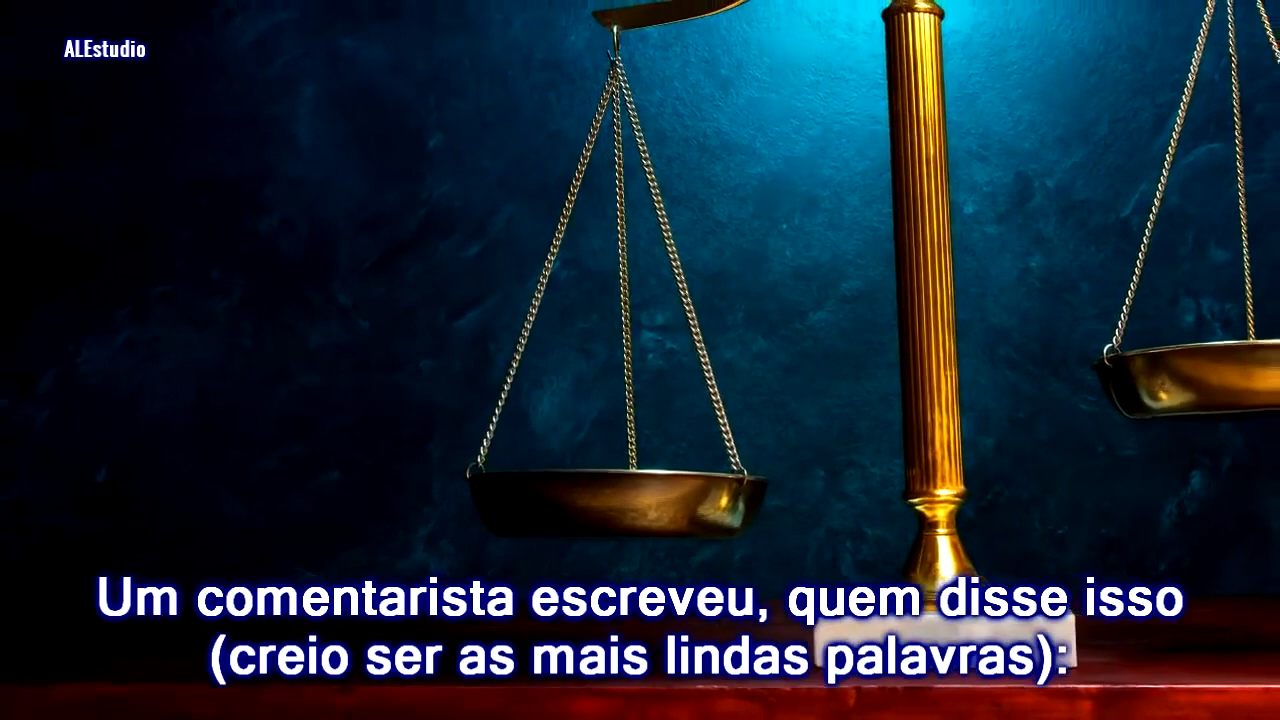 ALEstudio
Um comentarista escreveu, quem disse isso
(creio ser as mais lindas palavras):